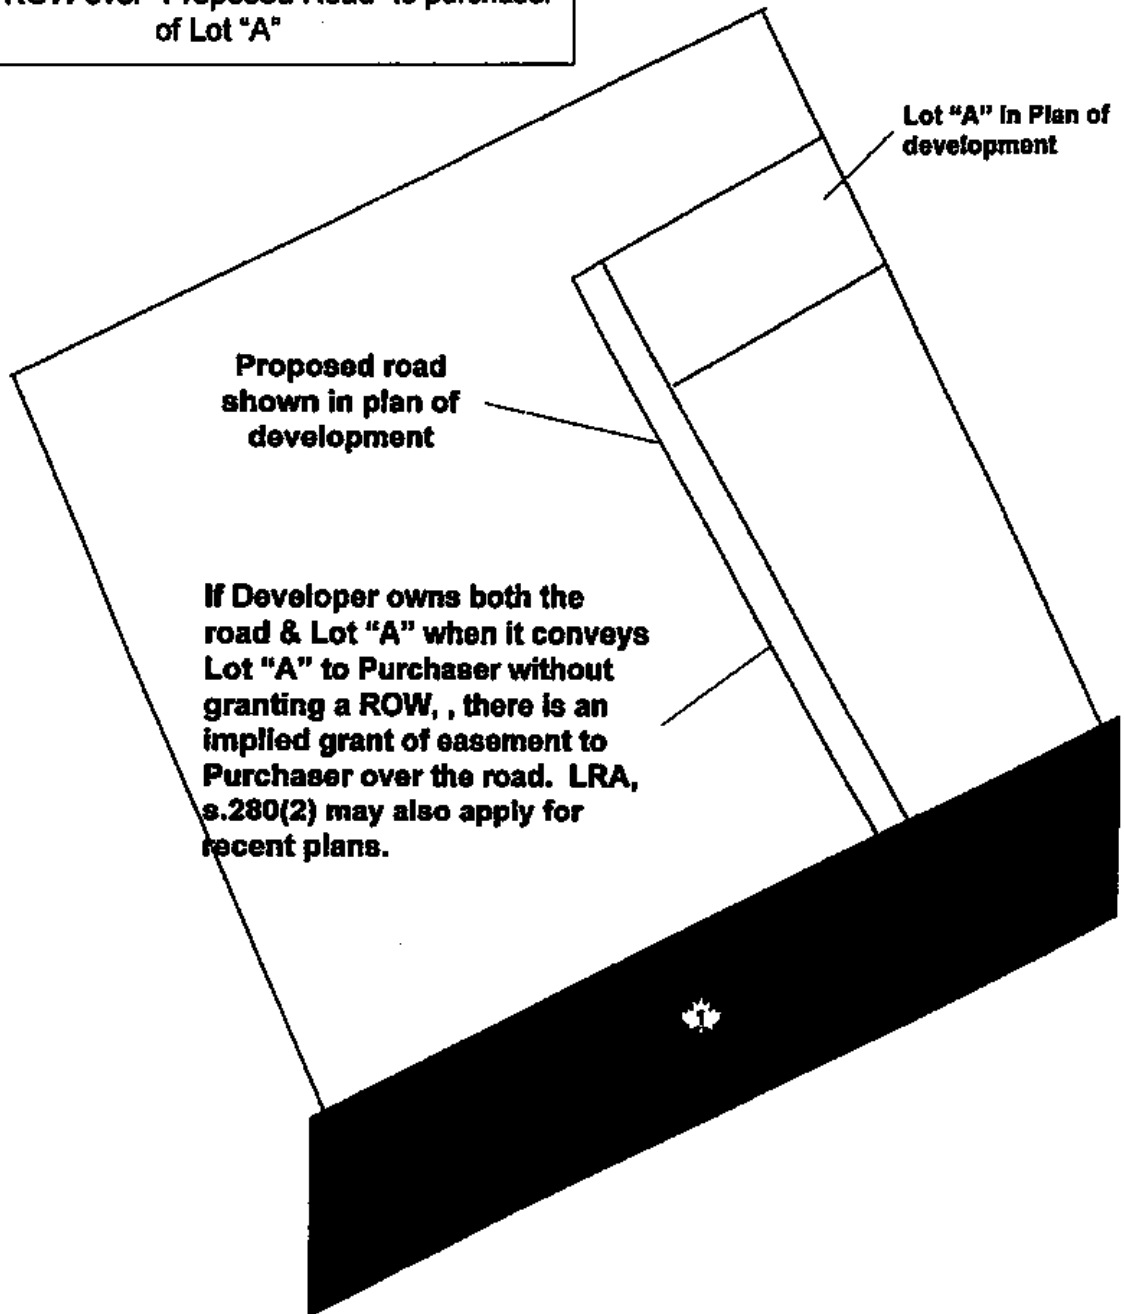 of Lot "A"
Lot "A" in Plan of
development
Proposed road
shown in plan of
development
If Developer owns both the
road & Lot "A" when it conveys
Lot "A" to Purchaser without
granting a ROW, , there is an
implied grant of easement to
Purchaser over the road. LRA,
s.280(2) may also apply for
recent plans.
1